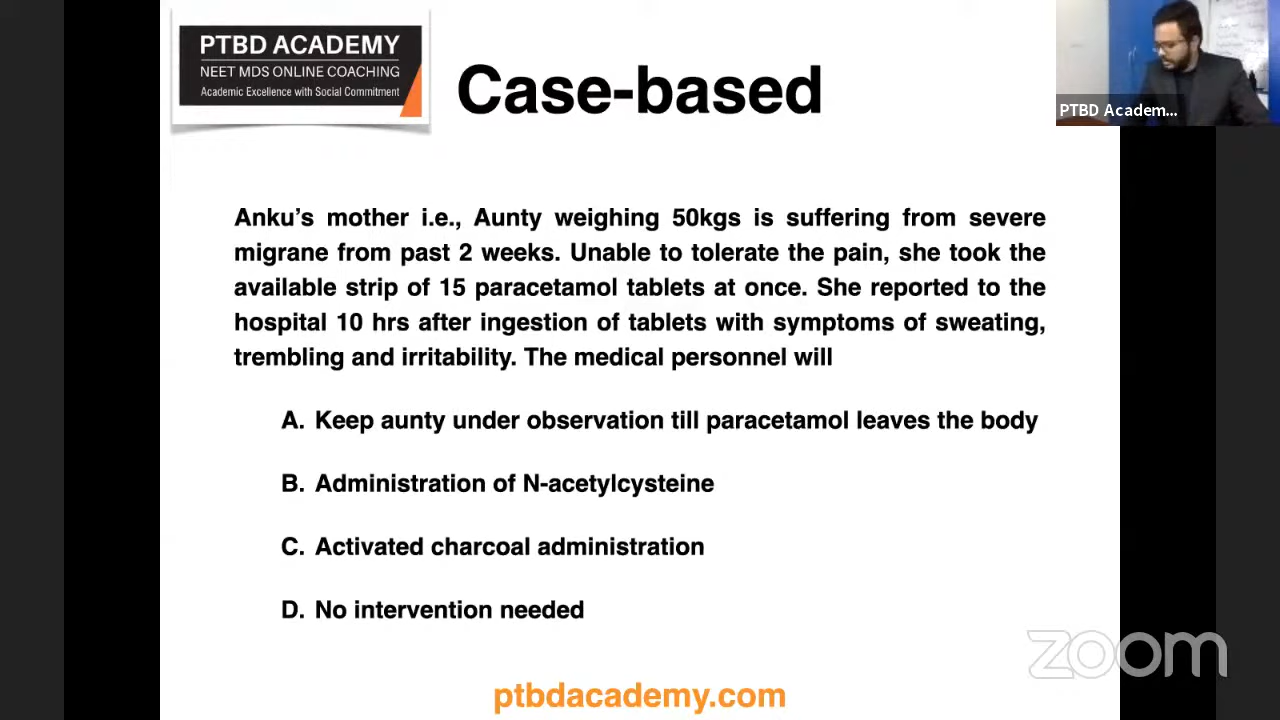 PTBD ACADEMY
NEET MDS ONLINE COACHING
Academic Excellence with Social Commitment
Case-based
PTBD Academ...
Anku's mother i.e., Aunty weighing 50kgs is suffering from severe
migrane from past 2 weeks. Unable to tolerate the pain, she took the
available strip of 15 paracetamol tablets at once. She reported to the
hospital 10 hrs after ingestion of tablets with symptoms of sweating,
trembling and irritability. The medical personnel will
A. Keep aunty under observation till paracetamol leaves the body
B. Administration of N-acetylcysteine
C. Activated charcoal administration
D. No intervention needed
zoom
ptbdacademy.com